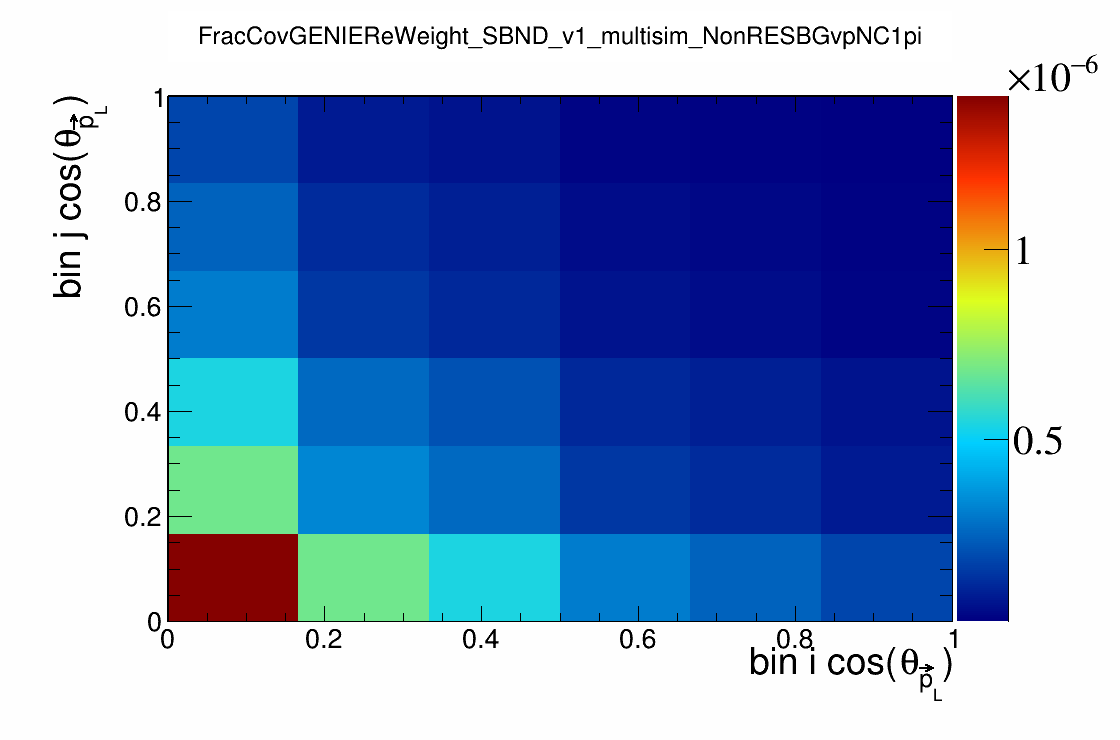 FracCovGENIEReWeight_SBND_v1_multisim_NonRESBGvpNC1pi
×10⁻⁶
bin j cos(θ_p⃗_L)
1
0.8
0.6
0.4
0.2
0
0 0.2 0.4 0.6 0.8 1
bin i cos(θ_p⃗_L)
1
0.5